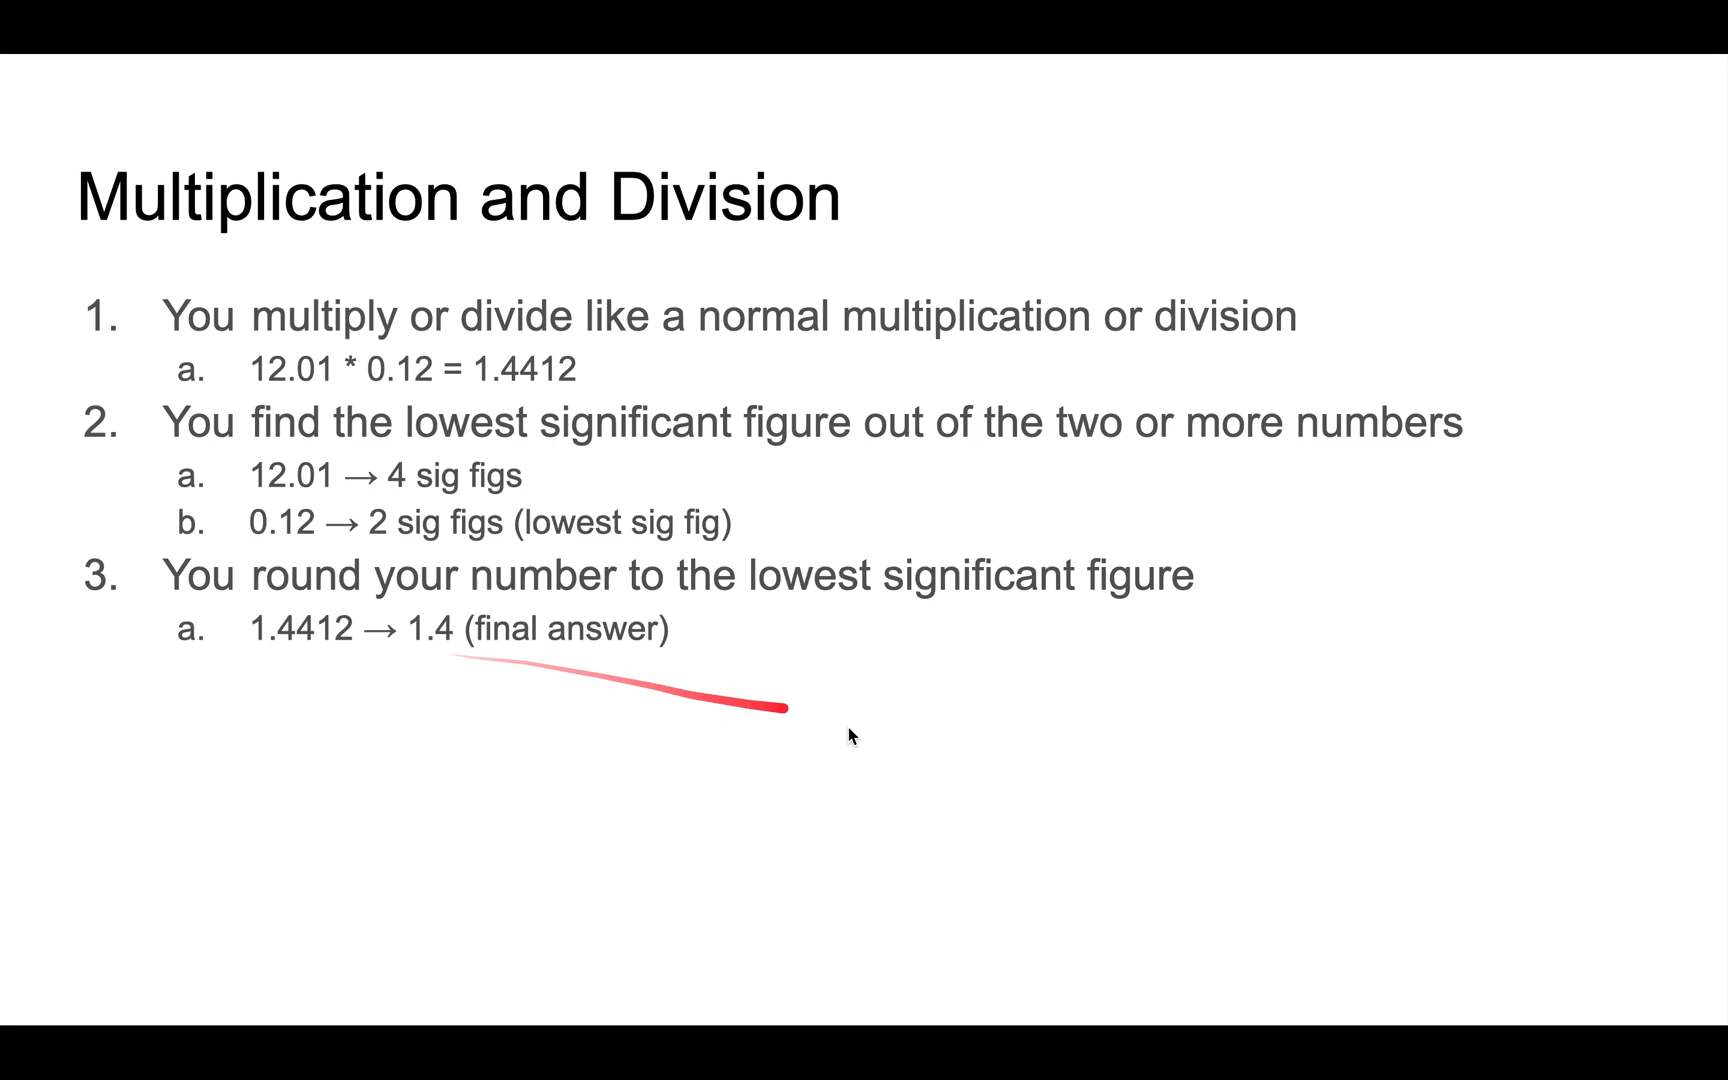 Multiplication and Division
1. You multiply or divide like a normal multiplication or division
a. 12.01 * 0.12 = 1.4412
2. You find the lowest significant figure out of the two or more numbers
a. 12.01 → 4 sig figs
b. 0.12 → 2 sig figs (lowest sig fig)
3. You round your number to the lowest significant figure
a. 1.4412 → 1.4 (final answer)